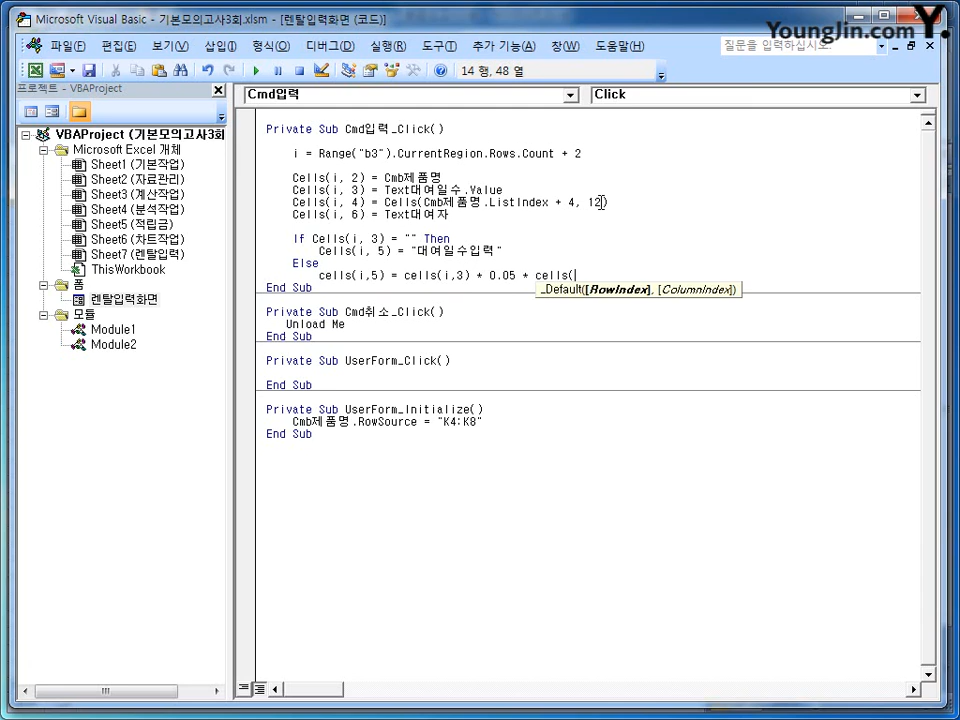 Microsoft Visual Basic - 기본모의고사3회.xlsm - [렌탈입력화면 (코드)]
YoungJin.com Y.
파일(F) 편집(E) 보기(V) 삽입(I) 형식(O) 디버그(D) 실행(R) 도구(T) 추가 기능(A) 창(W) 도움말(H)
질문을 입력하십시오.
14 행, 48 열
프로젝트 - VBAProject
Cmd입력
Click
VBAProject (기본모의고사3회
Microsoft Excel 개체
Sheet1 (기본작업)
Sheet2 (자료관리)
Sheet3 (계산작업)
Sheet4 (분석작업)
Sheet5 (적립금)
Sheet6 (차트작업)
Sheet7 (렌탈입력)
ThisWorkbook
폼
렌탈입력화면
모듈
Module1
Module2
Private Sub Cmd입력_Click()
i = Range("b3").CurrentRegion.Rows.Count + 2
Cells(i, 2) = Cmb제품명
Cells(i, 3) = Text대여일수.Value
Cells(i, 4) = Cells(Cmb제품명.ListIndex + 4, 12)
Cells(i, 6) = Text대여자
If Cells(i, 3) = "" Then
Cells(i, 5) = "대여일수입력"
Else
cells(i,5) = cells(i,3) * 0.05 * cells(
_Default([RowIndex], [ColumnIndex])
End Sub
Private Sub Cmd취소_Click()
Unload Me
End Sub
Private Sub UserForm_Click()
End Sub
Private Sub UserForm_Initialize()
Cmb제품명.RowSource = "K4:K8"
End Sub